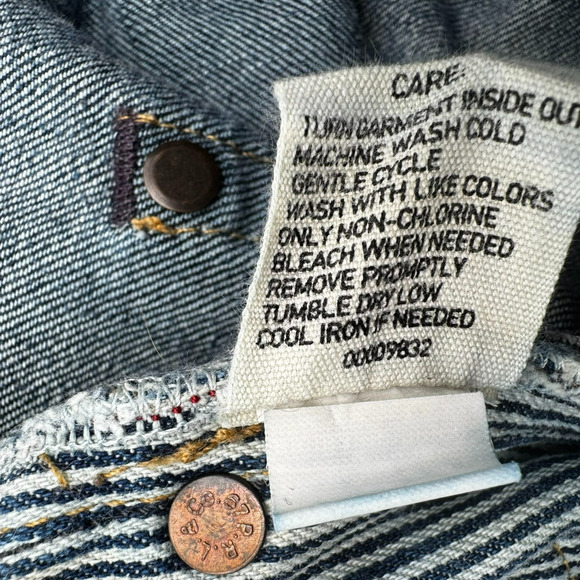 CARE:
TURN GARMENT INSIDE OUT
MACHINE WASH COLD
GENTLE CYCLE
WASH WITH LIKE COLORS
ONLY NON-CHLORINE
BLEACH WHEN NEEDED
REMOVE PROMPTLY
TUMBLE DRY LOW
COOL IRON IF NEEDED
00009832
R.L.